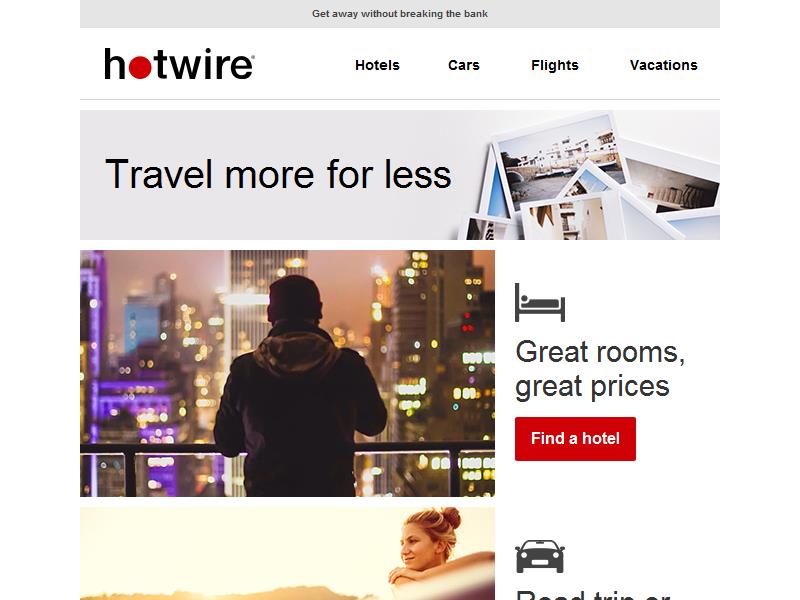 Get away without breaking the bank
hotwire
Hotels Cars Flights Vacations
Travel more for less
Great rooms,
great prices
Find a hotel
Road trip or